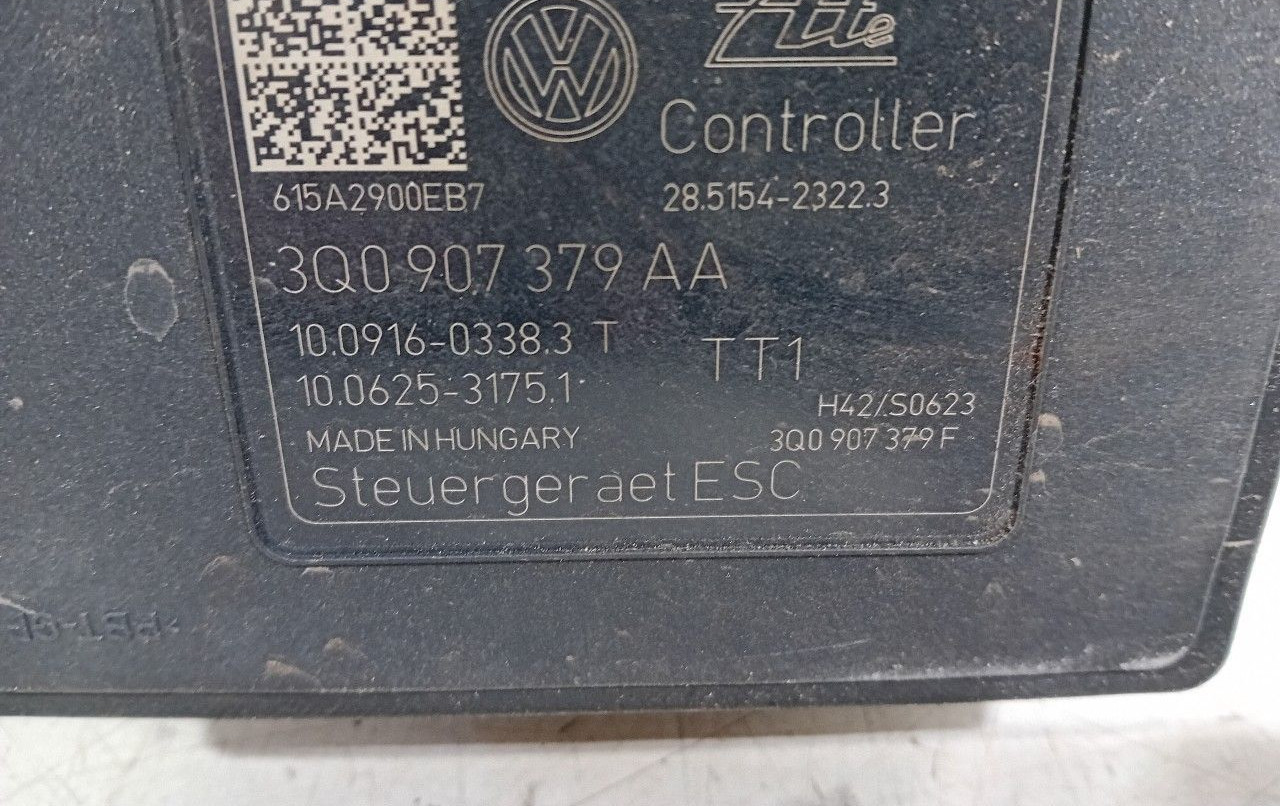 Ate
Controller
615A2900EB7
28.5154-2322.3
3Q0 907 379 AA
10.0916-0338.3 T
TT1
10.0625-3175.1
H42/S0623
MADE IN HUNGARY
3Q0 907 379 F
Steuergeraet ESC